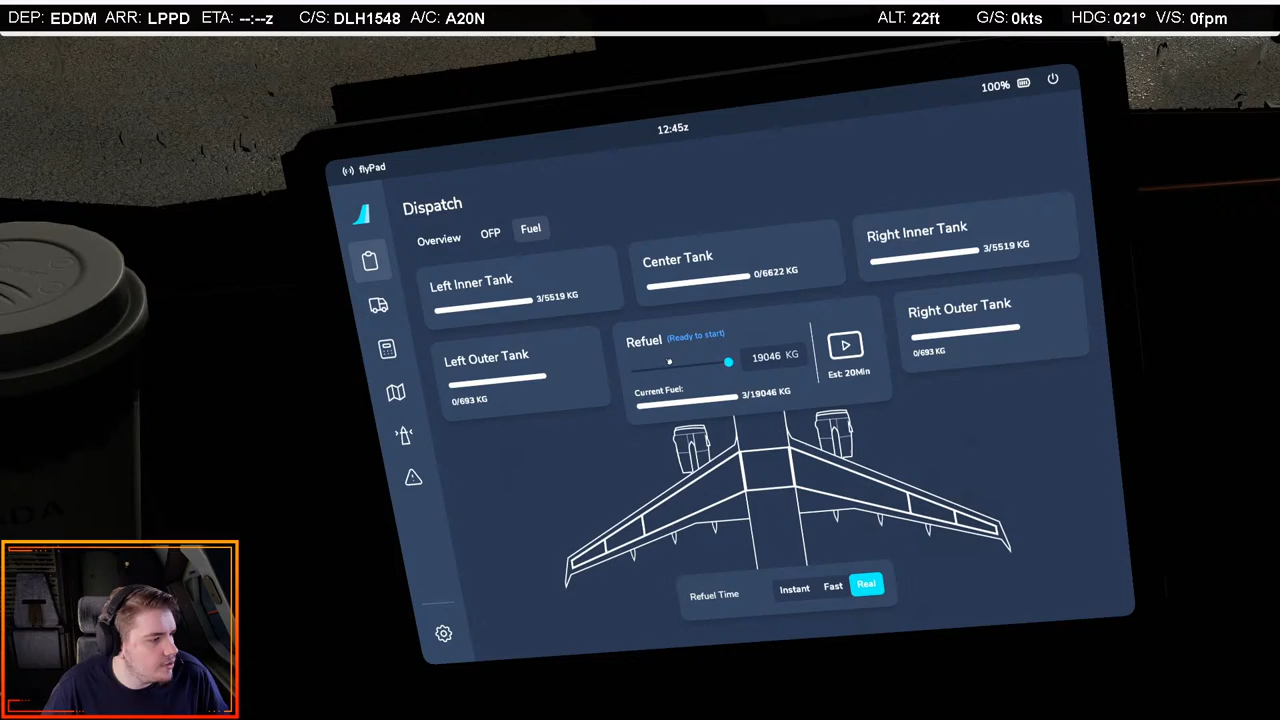 DEP: EDDM ARR: LPPD ETA: --:--z C/S: DLH1548 A/C: A20N ALT: 22ft G/S: 0kts HDG: 021° V/S: 0fpm
100%
12:45z
flyPad
Dispatch
Overview OFP Fuel
Left Inner Tank
3/5519 KG
Center Tank
0/6622 KG
Right Inner Tank
3/5519 KG
Left Outer Tank
0/693 KG
Refuel (Ready to start)
19046 KG
Est: 20Min
Current Fuel:
3/19046 KG
Right Outer Tank
0/693 KG
Refuel Time Instant Fast Real